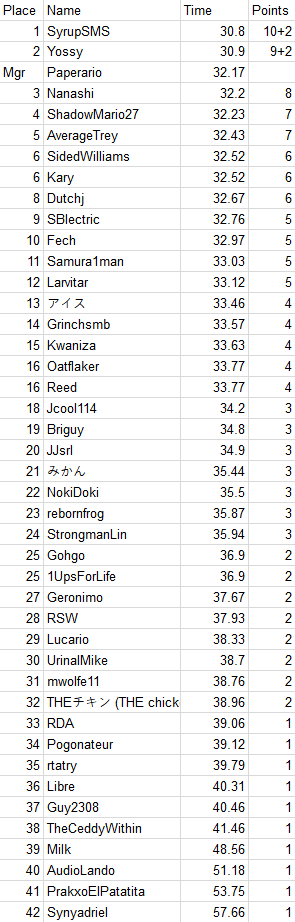 Place Name Time Points
1 SyrupSMS 30.8 10+2
2 Yossy 30.9 9+2
Mgr Paperario 32.17
3 Nanashi 32.2 8
4 ShadowMario27 32.23 7
5 AverageTrey 32.43 7
6 SidedWilliams 32.52 6
6 Kary 32.52 6
8 Dutchj 32.67 6
9 SBlectric 32.76 5
10 Fech 32.97 5
11 Samura1man 33.03 5
12 Larvitar 33.12 5
13 アイス 33.46 4
14 Grinchsmb 33.57 4
15 Kwaniza 33.63 4
16 Oatflaker 33.77 4
16 Reed 33.77 4
18 Jcool114 34.2 3
19 Briguy 34.8 3
20 JJsrl 34.9 3
21 みかん 35.44 3
22 NokiDoki 35.5 3
23 rebornfrog 35.87 3
24 StrongmanLin 35.94 3
25 Gohgo 36.9 2
25 1UpsForLife 36.9 2
27 Geronimo 37.67 2
28 RSW 37.93 2
29 Lucario 38.33 2
30 UrinalMike 38.7 2
31 mwolfe11 38.76 2
32 THEチキン (THE chick 38.96 2
33 RDA 39.06 1
34 Pogonateur 39.12 1
35 rtatry 39.79 1
36 Libre 40.31 1
37 Guy2308 40.46 1
38 TheCeddyWithin 41.46 1
39 Milk 48.56 1
40 AudioLando 51.18 1
41 PrakxoElPatatita 53.75 1
42 Synyadriel 57.66 1